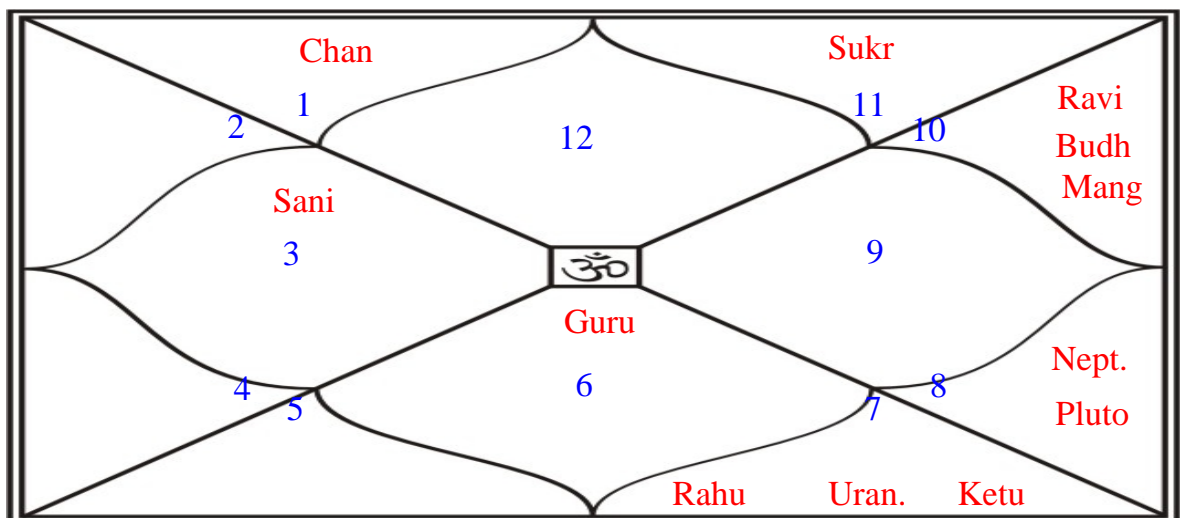 Chan Sukr
1 11 Ravi
2 12 10 Budh
Mang
Sani
3 ॐ 9
Guru
Nept.
4 6 8
5 7 Pluto
Rahu Uran. Ketu